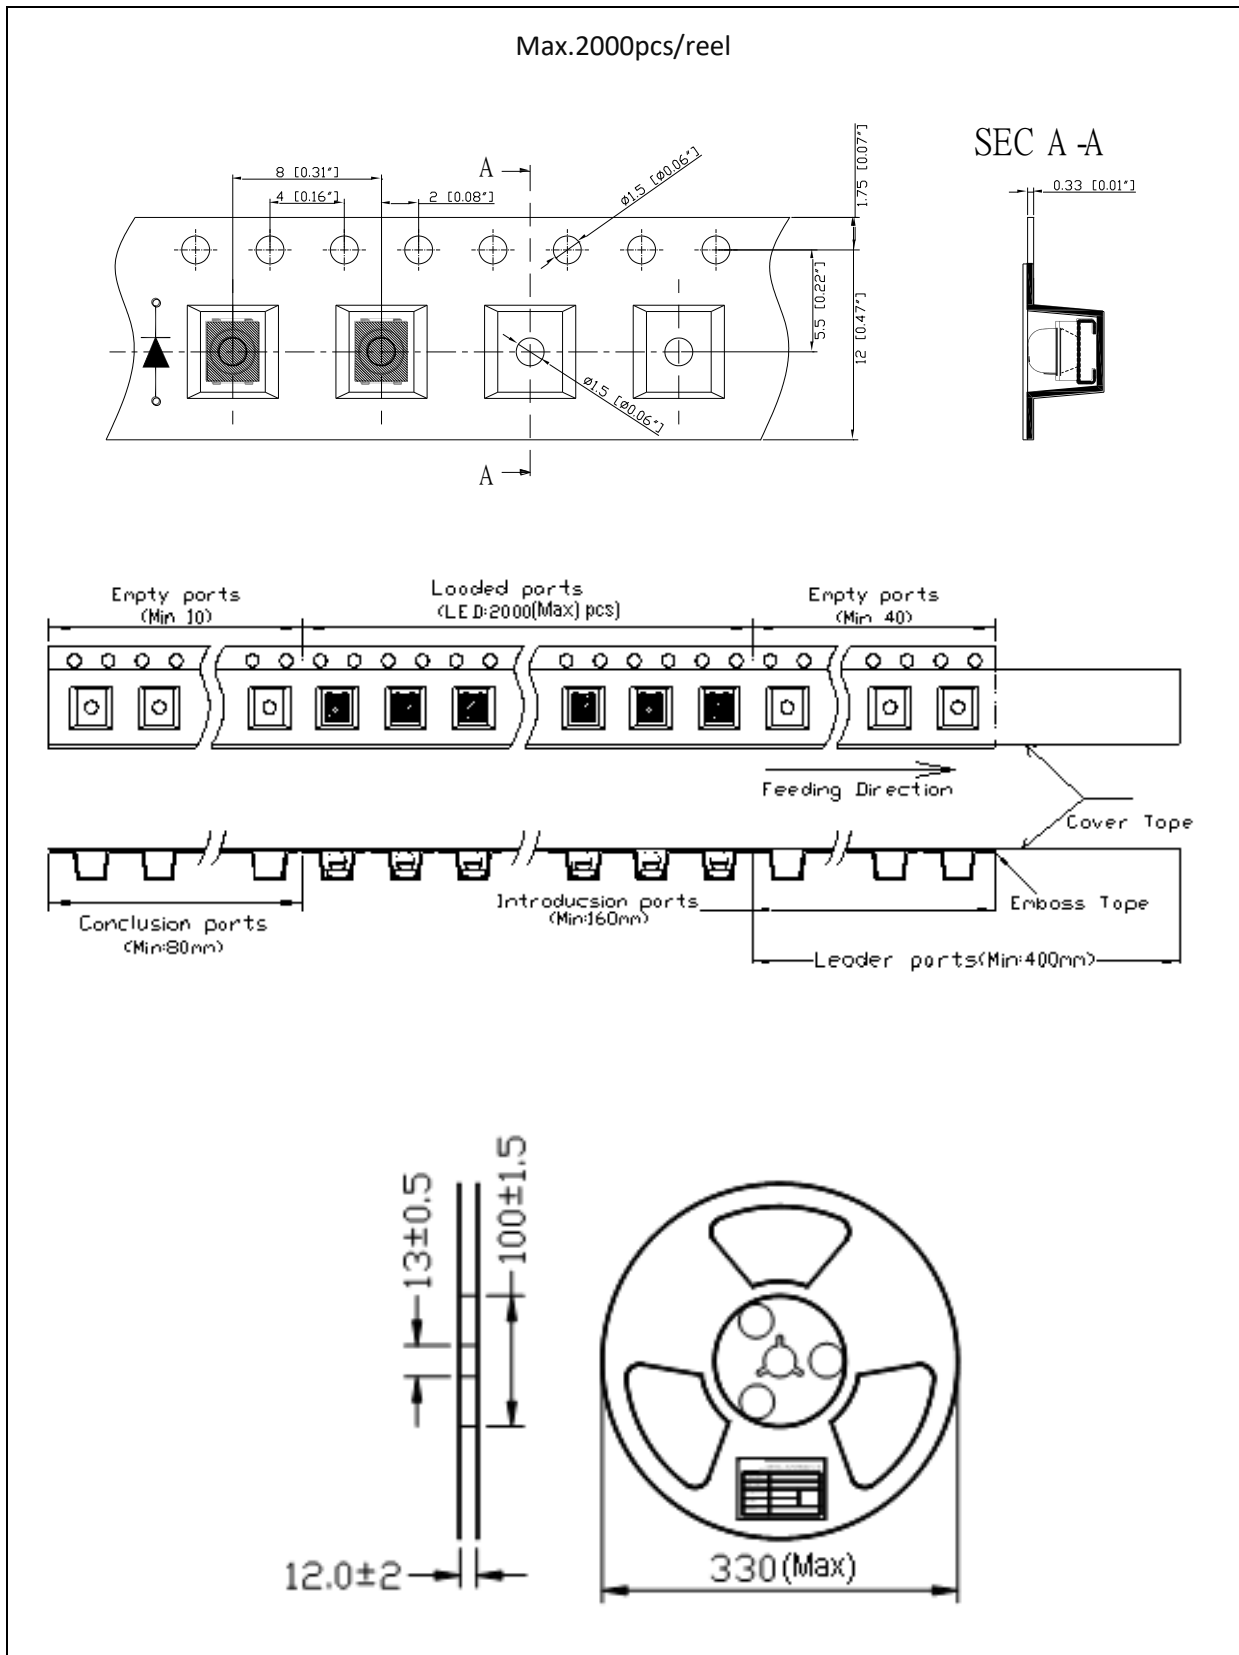 Max.2000pcs/reel
SEC A -A
8 [0.31"]
A
4 [0.16"]
2 [0.08"]
ø1.5 [ø0.06"]
1.75 [0.07"]
0.33 [0.01"]
5.5 [0.22"]
12 [0.47"]
ø1.5 [ø0.06"]
A
Empty ports
(Min 10)
Looded ports
(LED:2000(Max) pcs)
Empty ports
(Min 40)
Feeding Direction
Cover Tope
Conclusion ports
(Min:80mm)
Introducsion ports
(Min:160mm)
Emboss Tope
Leoder ports(Min:400mm)
13±0.5
100±1.5
12.0±2
330(Max)